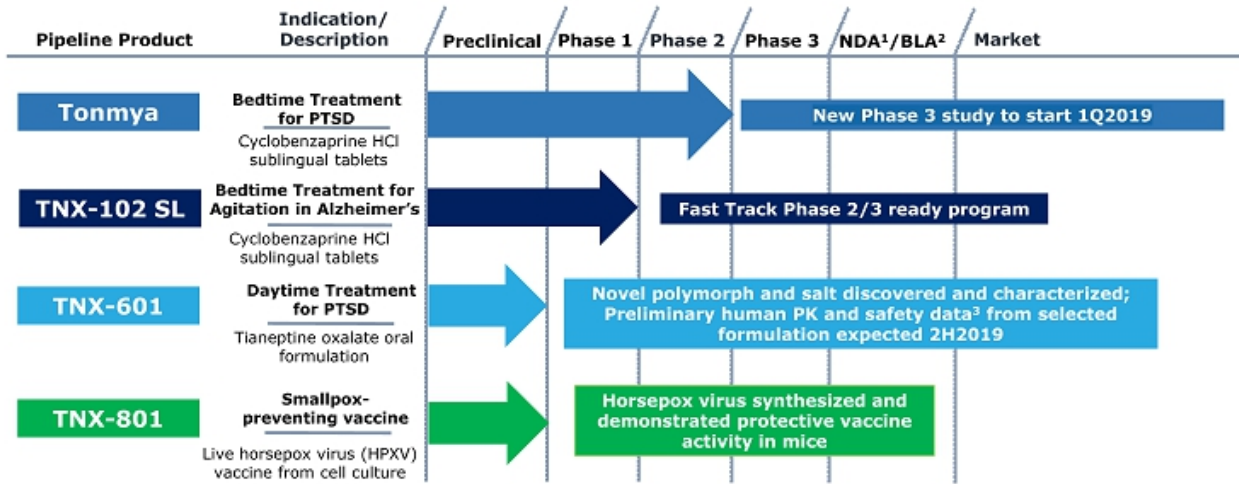 Pipeline Product
Indication/
Description
Preclinical
Phase 1
Phase 2
Phase 3
NDA¹/BLA²
Market
Tonmya
Bedtime Treatment
for PTSD
Cyclobenzaprine HCl
sublingual tablets
New Phase 3 study to start 1Q2019
TNX-102 SL
Bedtime Treatment for
Agitation in Alzheimer's
Cyclobenzaprine HCl
sublingual tablets
Fast Track Phase 2/3 ready program
TNX-601
Daytime Treatment
for PTSD
Tianeptine oxalate oral
formulation
Novel polymorph and salt discovered and characterized;
Preliminary human PK and safety data³ from selected
formulation expected 2H2019
TNX-801
Smallpox-
preventing vaccine
Live horsepox virus (HPXV)
vaccine from cell culture
Horsepox virus synthesized and
demonstrated protective vaccine
activity in mice